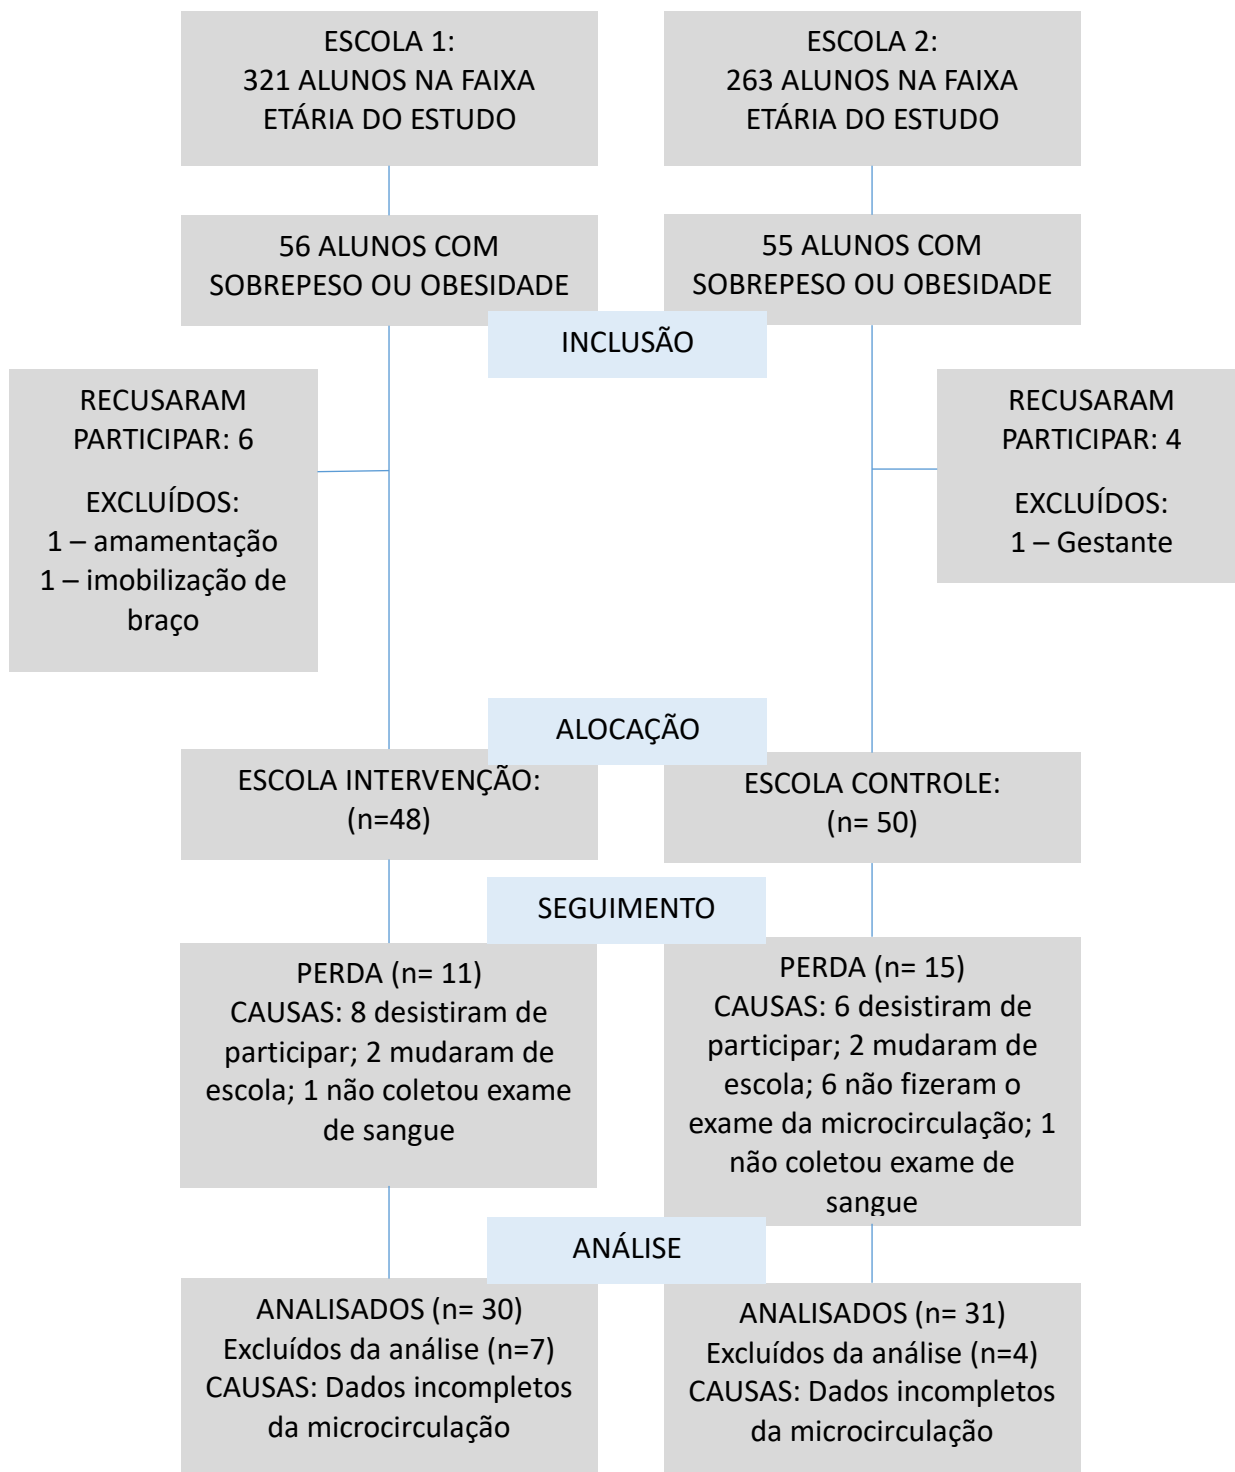 ESCOLA 1:
321 ALUNOS NA FAIXA
ETÁRIA DO ESTUDO
ESCOLA 2:
263 ALUNOS NA FAIXA
ETÁRIA DO ESTUDO
56 ALUNOS COM
SOBREPESO OU OBESIDADE
55 ALUNOS COM
SOBREPESO OU OBESIDADE
INCLUSÃO
RECUSARAM
PARTICIPAR: 6
EXCLUÍDOS:
1 – amamentação
1 – imobilização de
braço
RECUSARAM
PARTICIPAR: 4
EXCLUÍDOS:
1 – Gestante
ALOCAÇÃO
ESCOLA INTERVENÇÃO:
(n=48)
ESCOLA CONTROLE:
(n= 50)
SEGUIMENTO
PERDA (n= 11)
CAUSAS: 8 desistiram de
participar; 2 mudaram de
escola; 1 não coletou exame
de sangue
PERDA (n= 15)
CAUSAS: 6 desistiram de
participar; 2 mudaram de
escola; 6 não fizeram o
exame da microcirculação; 1
não coletou exame de
sangue
ANÁLISE
ANALISADOS (n= 30)
Excluídos da análise (n=7)
CAUSAS: Dados incompletos
da microcirculação
ANALISADOS (n= 31)
Excluídos da análise (n=4)
CAUSAS: Dados incompletos
da microcirculação